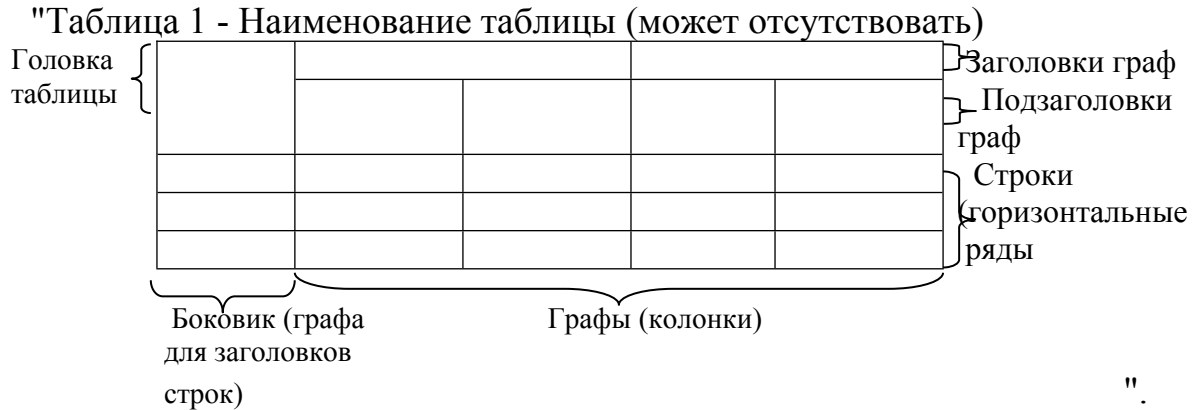 "Таблица 1 - Наименование таблицы (может отсутствовать)
Головка
таблицы
Заголовки граф
Подзаголовки
граф
Строки
(горизонтальные
ряды
Боковик (графа
для заголовков
строк)
Графы (колонки)
".